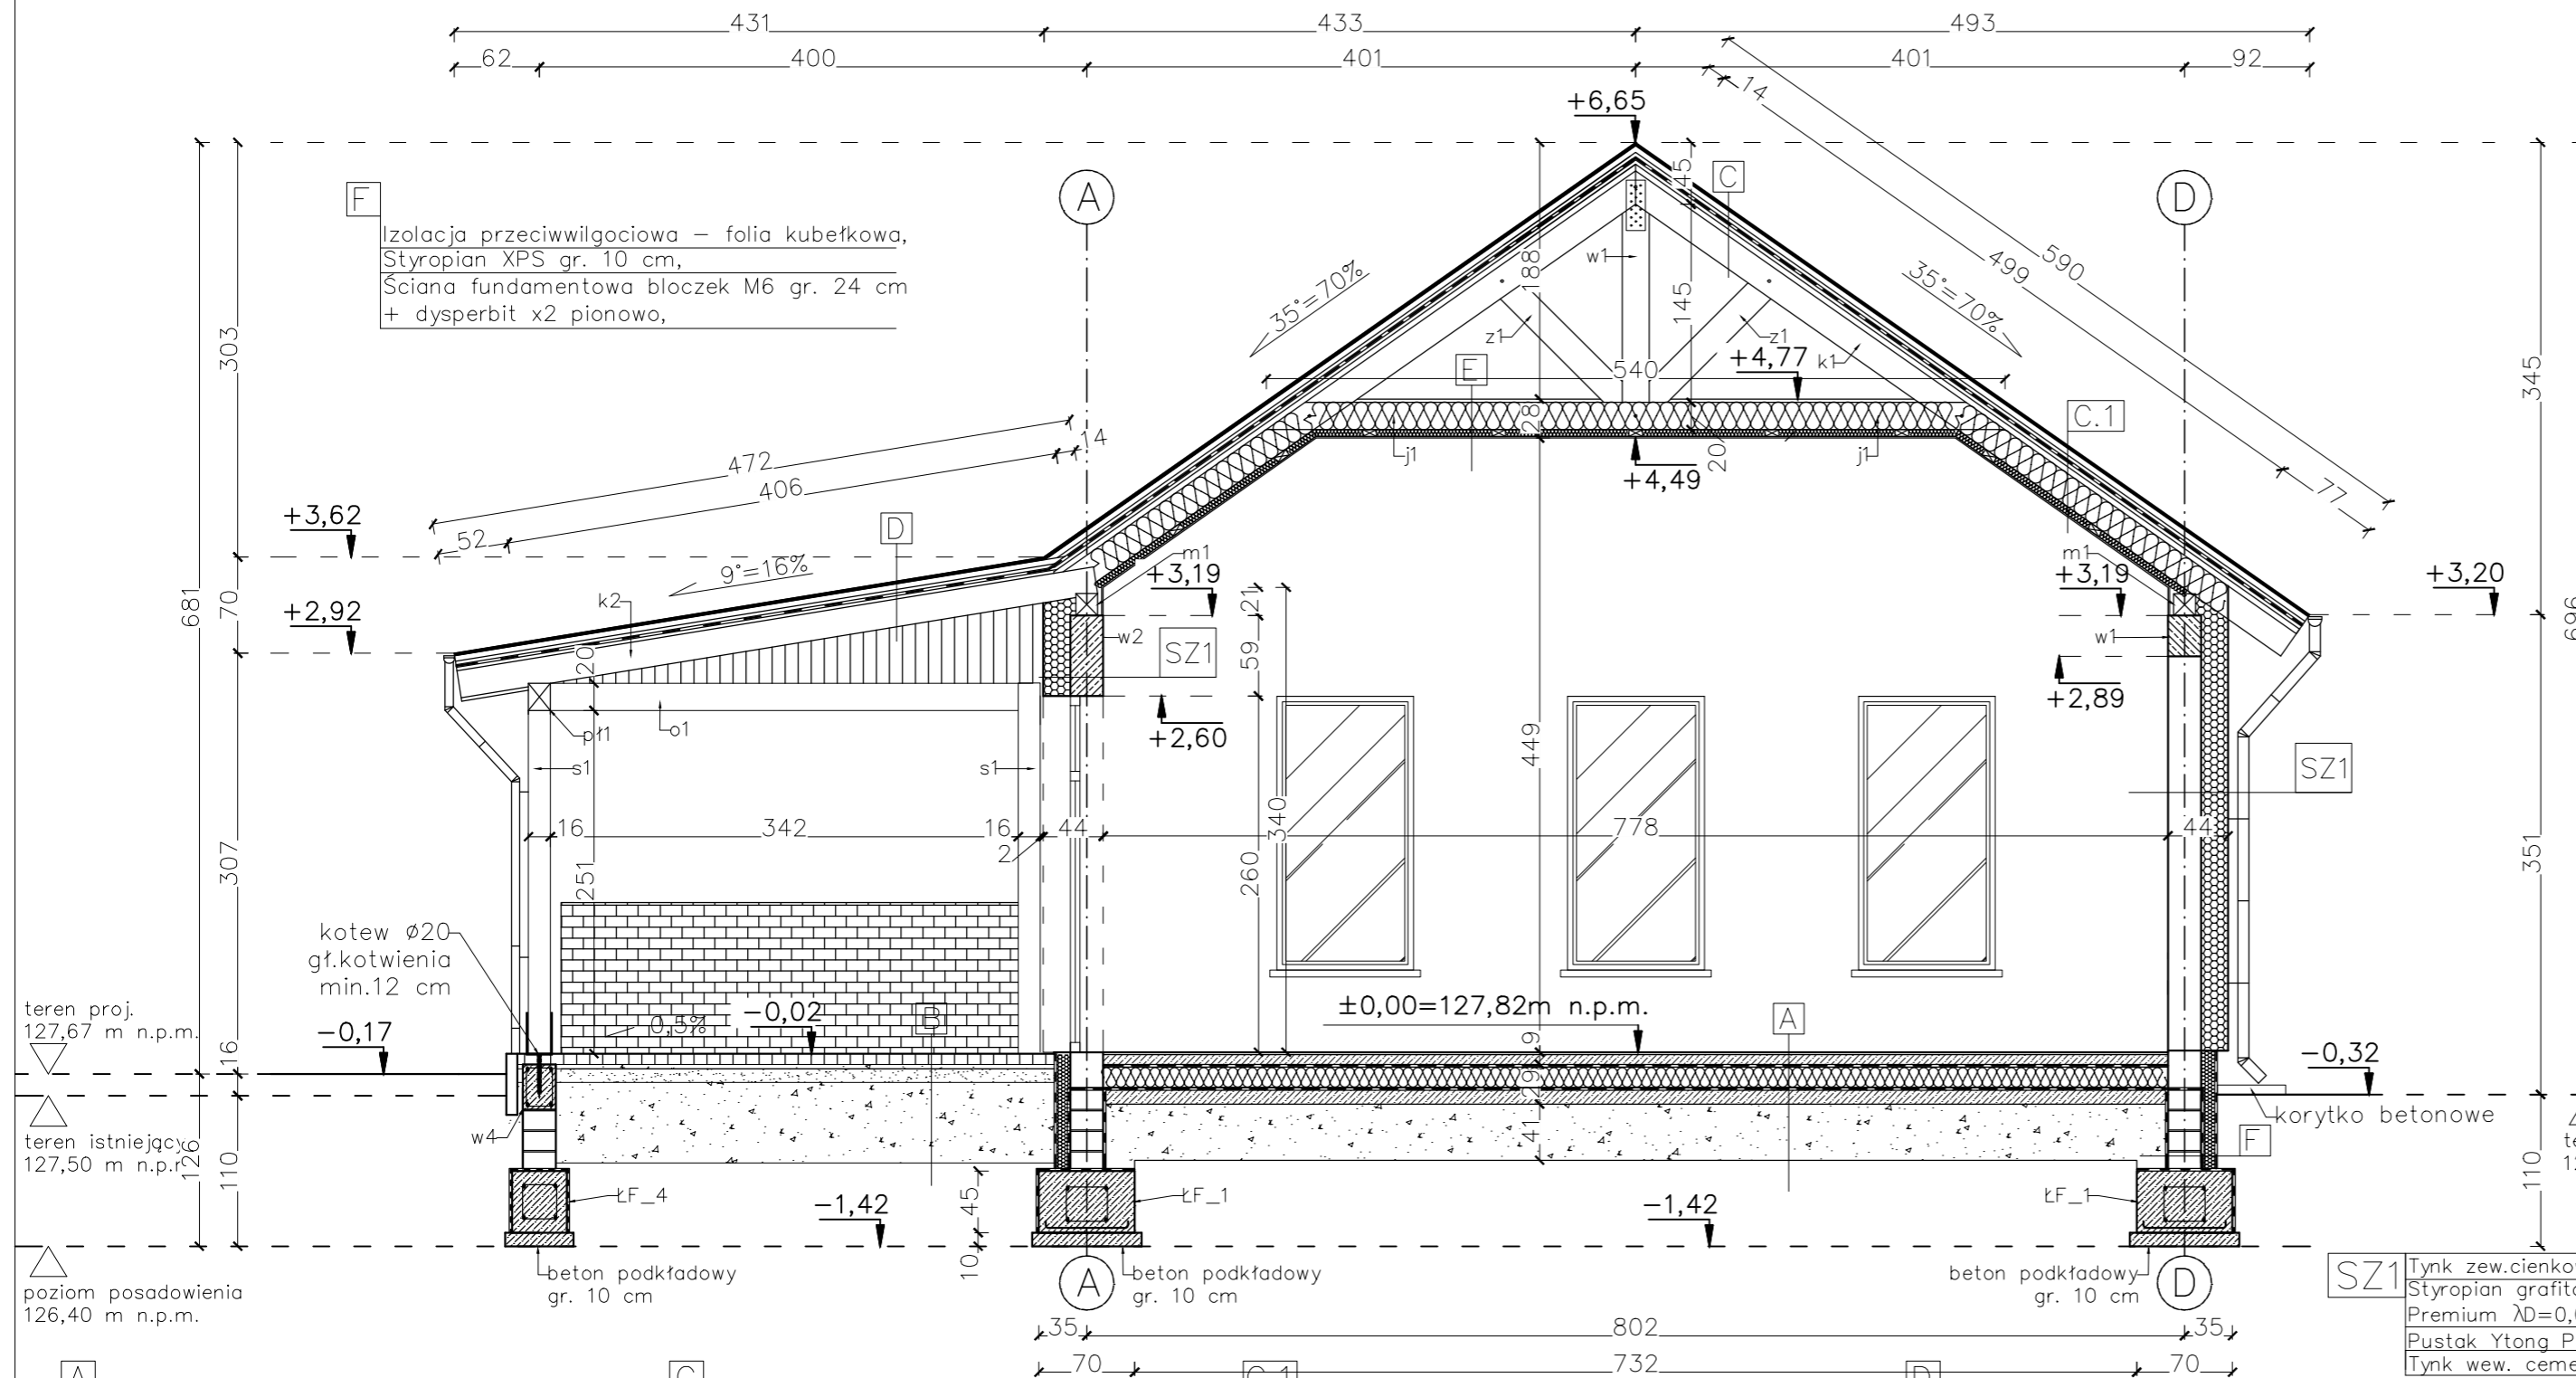 431 433 493
62 400 401 401 92
14
+6,65
45
F
A
C
D
Izolacja przeciwwilgociowa – folia kubełkowa,
Styropian XPS gr. 10 cm,
Ściana fundamentowa bloczek M6 gr. 24 cm
+ dysperbit x2 pionowo,
w1
188
145
35°=70%
35°=70%
499
590
z1
z1
k1
+4,77
540
E
303
345
C.1
28
20
j1
j1
+4,49
14
472
406
77
52
+3,62
D
9°=16%
m1
+3,19
m1
+3,19
+3,20
681
70
+2,92
k2
21
w2
SZ1
59
w1
696
20
+2,89
pł1
o1
+2,60
s1
s1
449
SZ1
16 342 16 44 778 44
2
340
307
251
260
351
kotew ø20
gł.kotwienia
min.12 cm
teren proj.
127,67 m n.p.m.
-0,17
0,5%
-0,02
B
±0,00=127,82m n.p.m.
A
-0,32
16
9
29
korytko betonowe
teren istniejący
127,50 m n.p.m.
w4
126
110
41
F
110
ŁF_4
45
ŁF_1
ŁF_1
-1,42
-1,42
10
beton podkładowy
gr. 10 cm
beton podkładowy
gr. 10 cm
beton podkładowy
gr. 10 cm
A
D
poziom posadowienia
126,40 m n.p.m.
SZ1
Tynk zew.cienko
Styropian grafito
Premium λD=0,0
Pustak Ytong P
Tynk wew. ceme
35 802 35
70 732 70
A
C
C.1
D